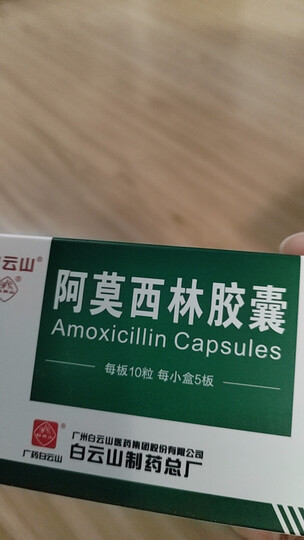 白云山®
阿莫西林胶囊
Amoxicillin Capsules
每板10粒 每小盒5板
广州白云山医药集团股份有限公司
白云山制药总厂
广药白云山